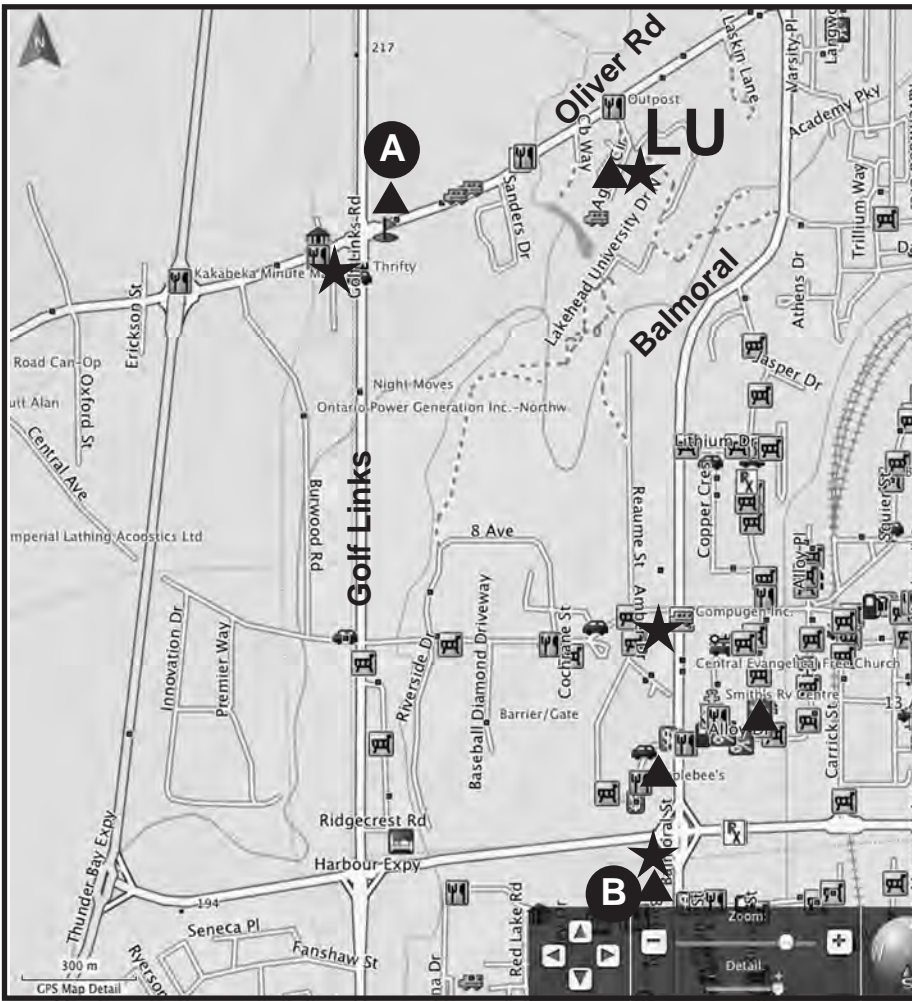 N
217
Oliver Rd
Laskin Lane
Varsity-Pl
Outpost
LU
Academy Pky
A
Sanders Dr
Trillium Way
Golf Links-Rd
Thrifty
Kakabeka Minute
Erickson St
Lakehead University Dr
Balmoral
Athens Dr
Jasper Dr
Road Can-Op
Oxford St
utt Alan
Night Moves
Ontario Power Generation Inc.-Northw
Central Ave
Lithium Dr
Golf Links
Burwood Rd
Reaume St
Copper Cres
Squier St
mperial Lathing Acoustics Ltd
8 Ave
Alloy-Pl
Compugen Inc.
Innovation Dr
Premier Way
Riverside Dr
Baseball Diamond Driveway
Cochrane St
Central Evangelical Free Church
Smith's Rv Centre
Barrier/Gate
Alloy Dr
13
Carrick St
plebee's
Ridgecrest Rd
Harbour Expy
Balmoral St
Thunder Bay Expy
B
194
Seneca Pl
Fanshaw St
Red Lake Rd
Zoom:
Detail
300 m
GPS Map Detail